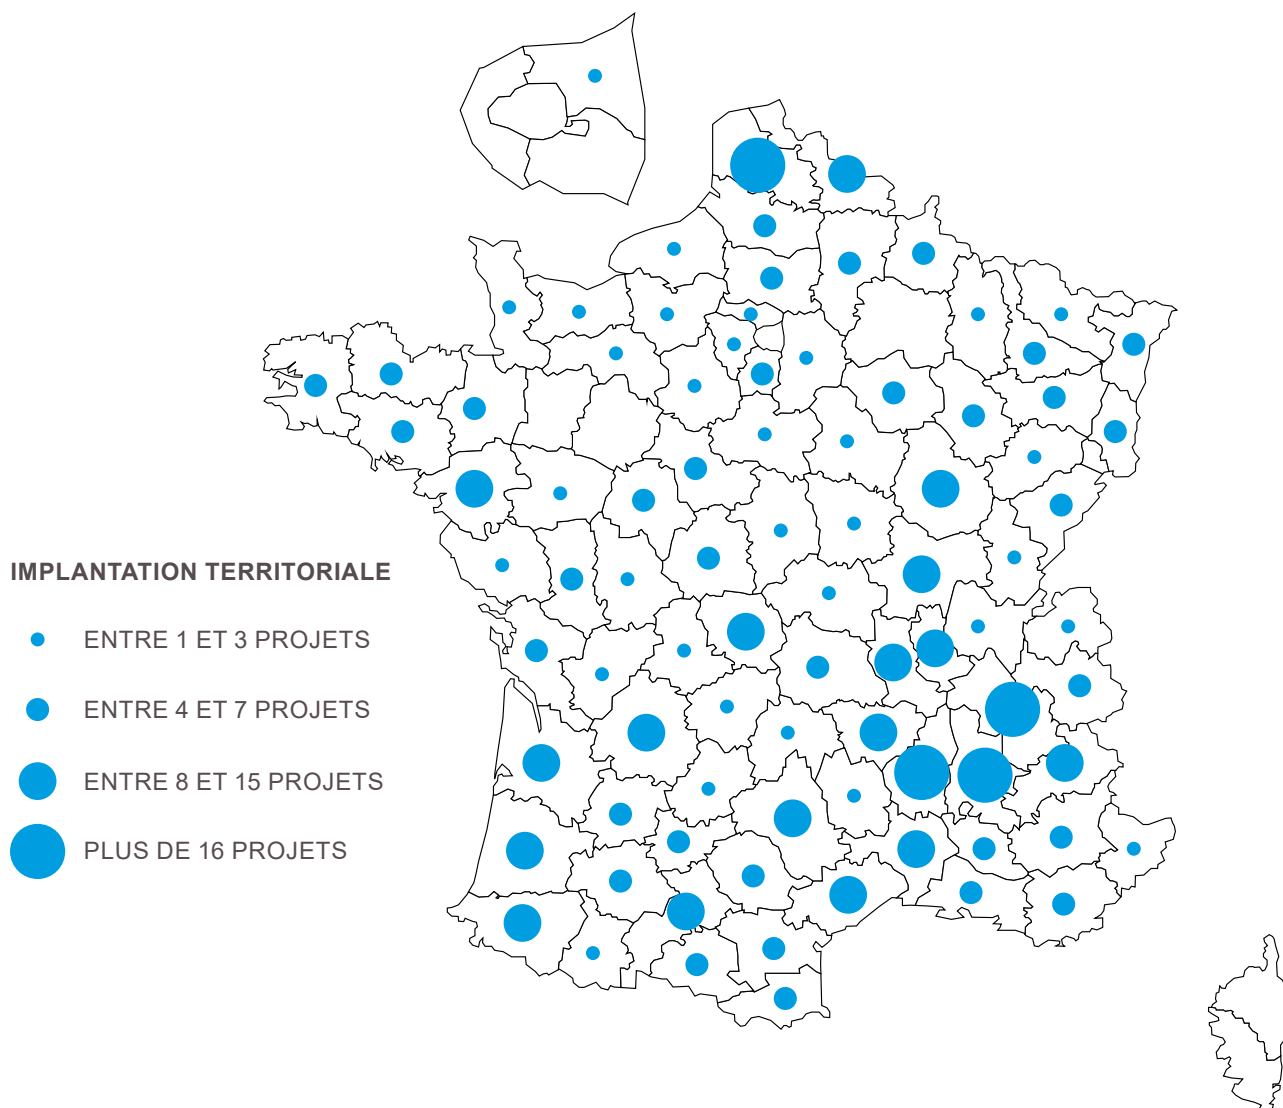 IMPLANTATION TERRITORIALE
ENTRE 1 ET 3 PROJETS
ENTRE 4 ET 7 PROJETS
ENTRE 8 ET 15 PROJETS
PLUS DE 16 PROJETS